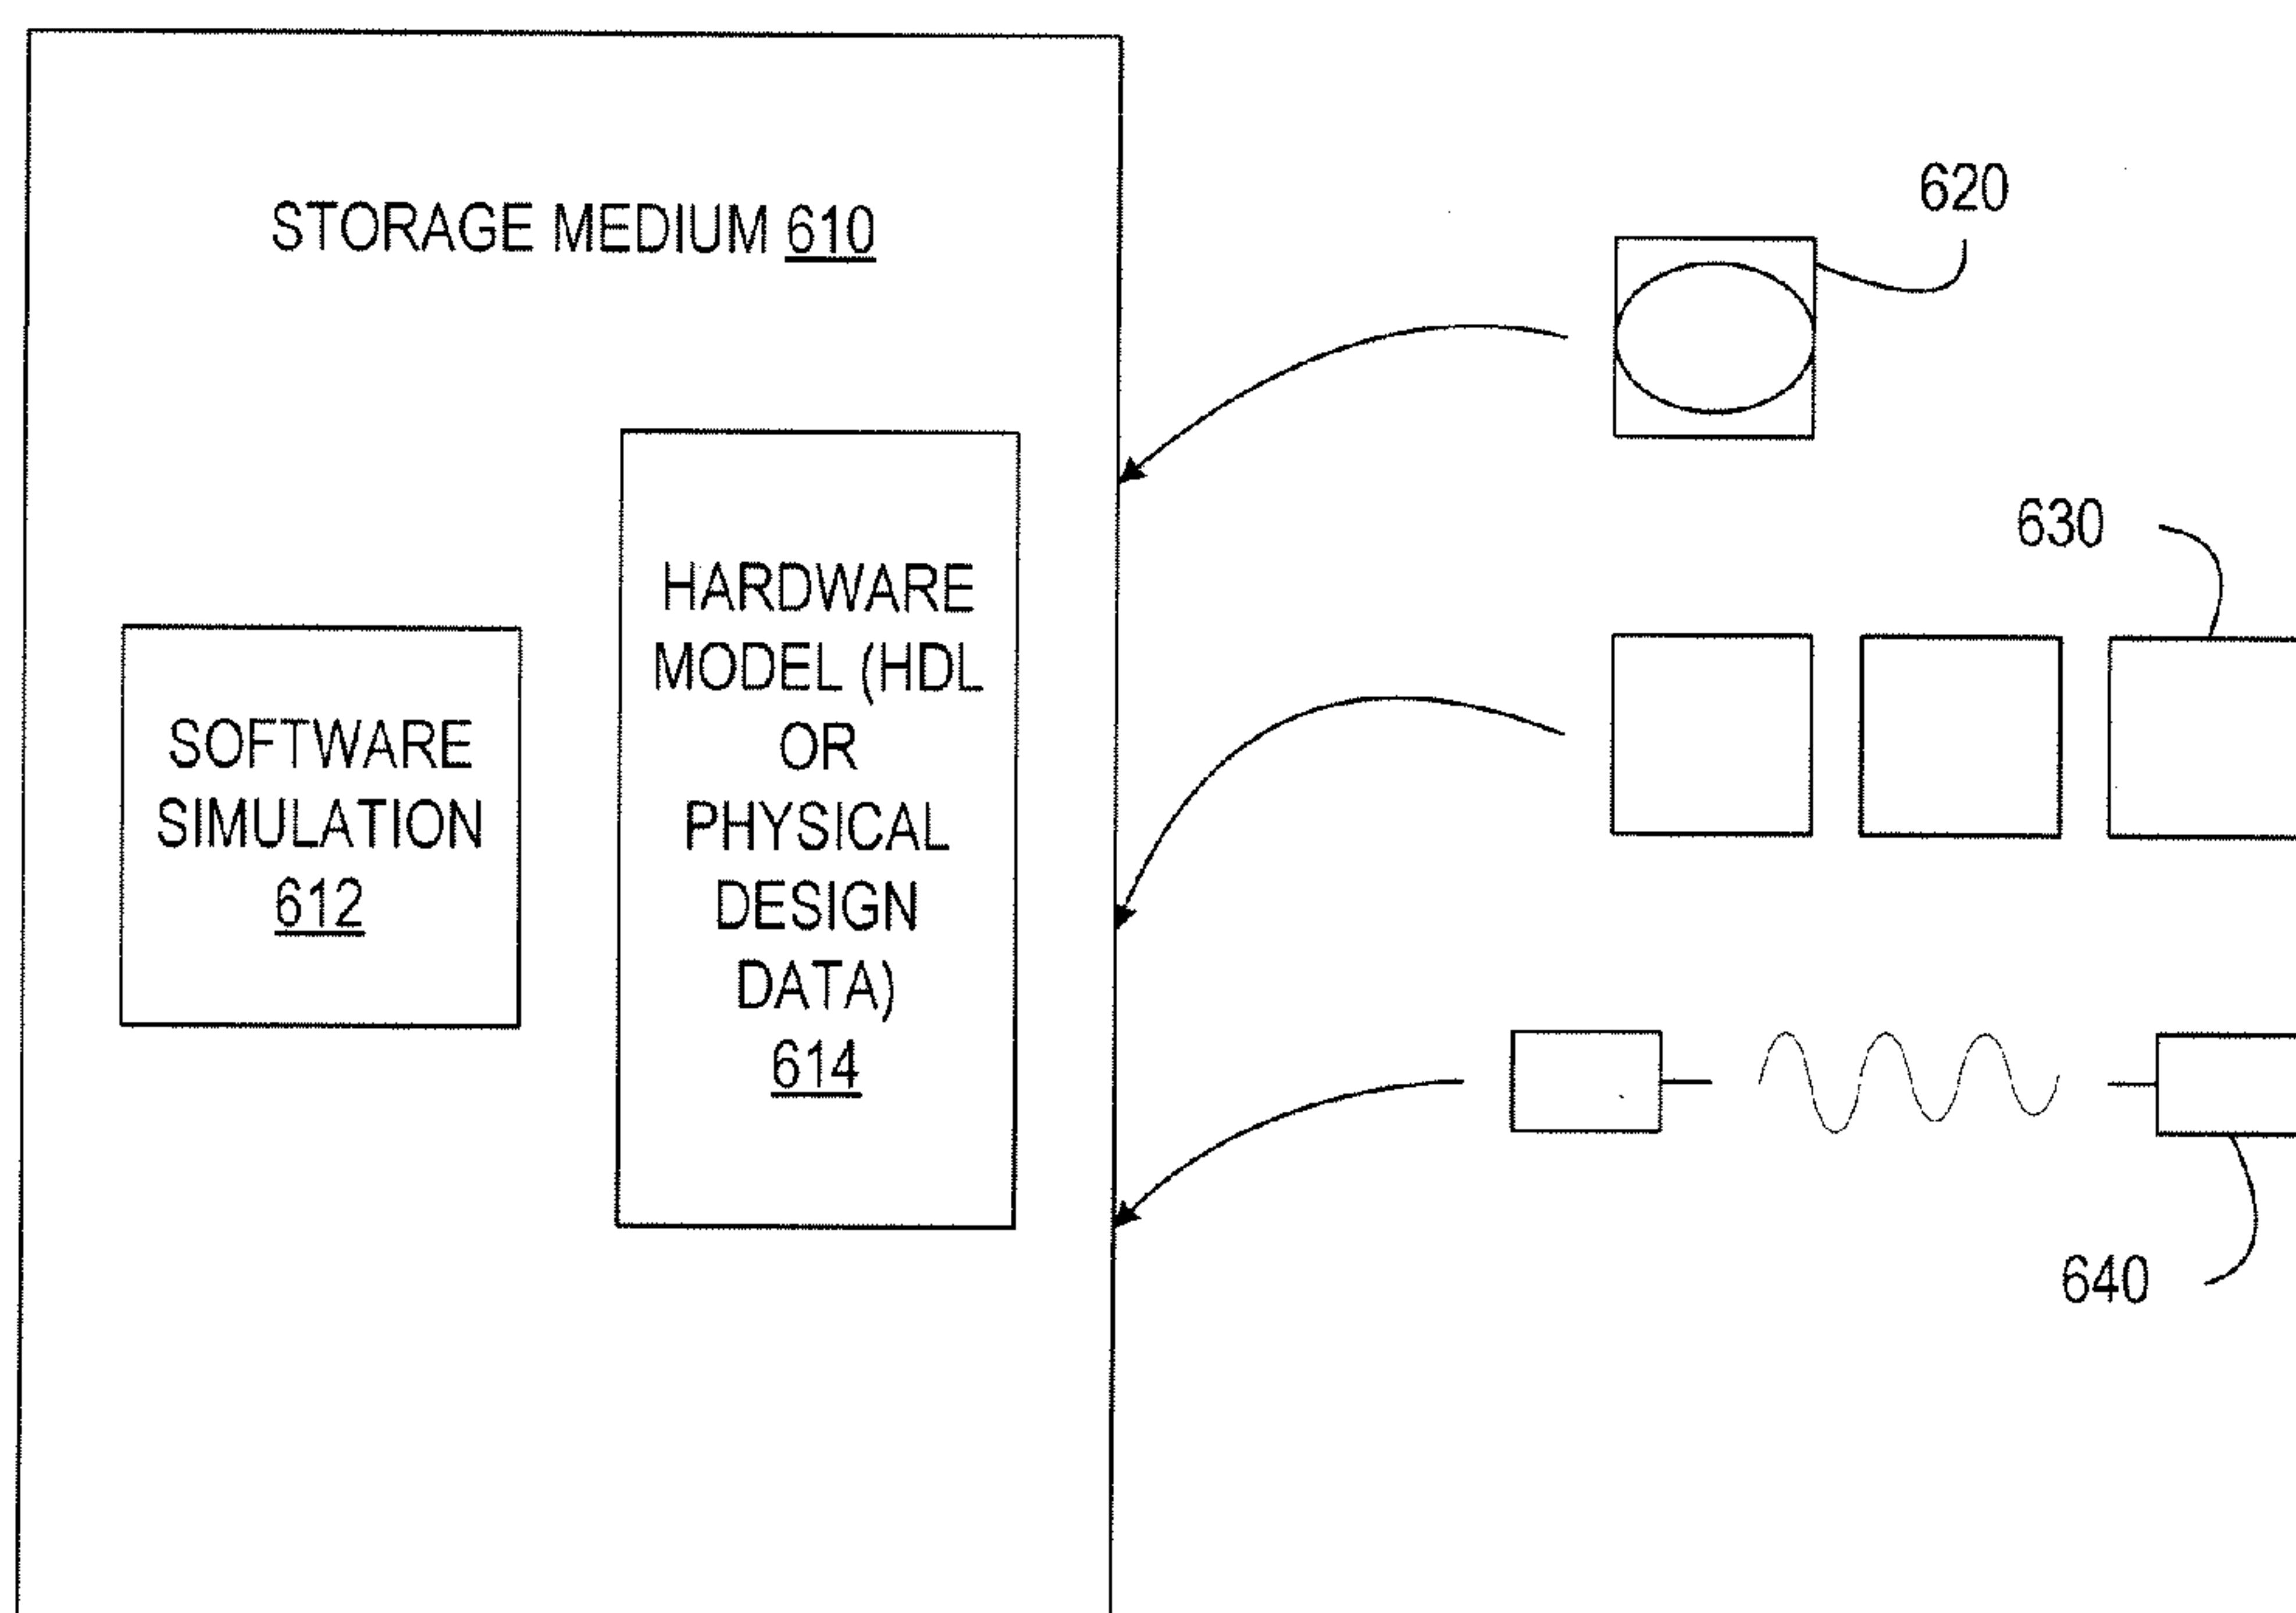 STORAGE MEDIUM 610
SOFTWARE
SIMULATION
612
HARDWARE
MODEL (HDL
OR
PHYSICAL
DESIGN
DATA)
614
620
630
640